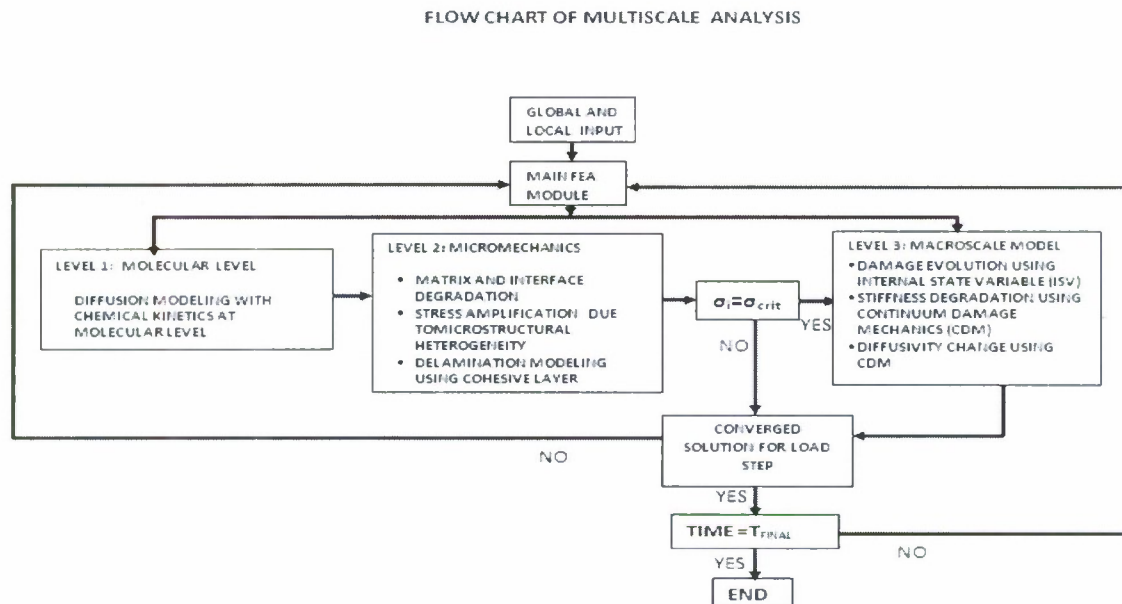 FLOW CHART OF MULTISCALE ANALYSIS
GLOBAL AND
LOCAL INPUT
MAIN FEA
MODULE
LEVEL 1: MOLECULAR LEVEL
DIFFUSION MODELING WITH
CHEMICAL KINETICS AT
MOLECULAR LEVEL
LEVEL 2: MICROMECHANICS
• MATRIX AND INTERFACE
DEGRADATION
• STRESS AMPLIFICATION DUE
TOMICROSTRUCTURAL
HETEROGENEITY
• DELAMINATION MODELING
USING COHESIVE LAYER
σi=σcrit
YES
NO
LEVEL 3: MACROSCALE MODEL
•DAMAGE EVOLUTION USING
INTERNAL STATE VARIABLE (ISV)
•STIFFNESS DEGRADATION USING
CONTINUUM DAMAGE
MECHANICS (CDM)
•DIFFUSIVITY CHANGE USING
CDM
CONVERGED
SOLUTION FOR LOAD
STEP
NO
YES
TIME=TFINAL
NO
YES
END